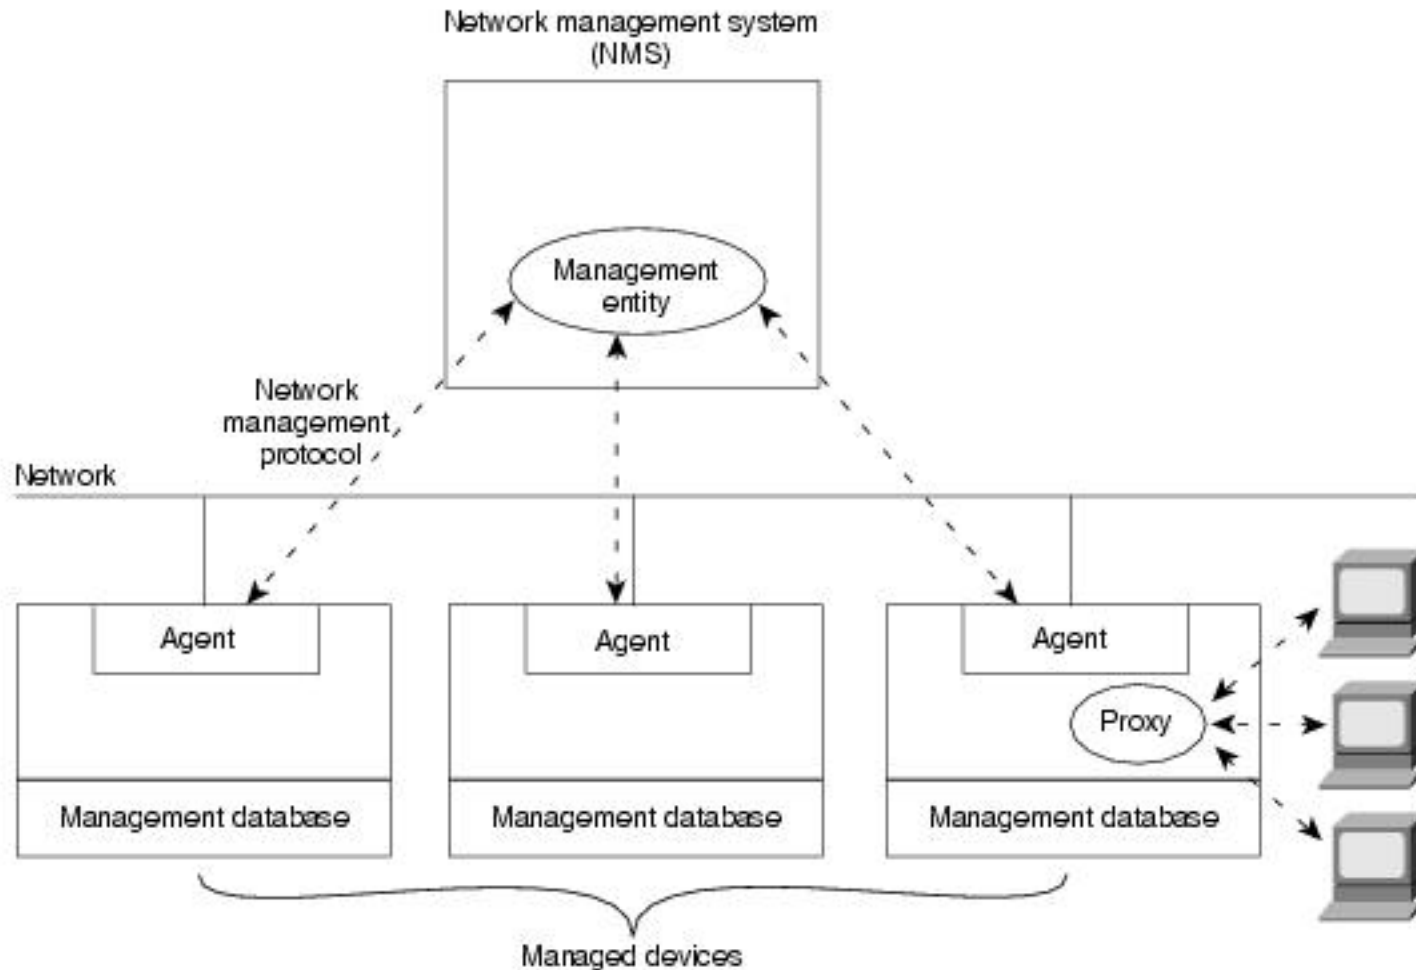 Network management system
(NMS)
Management
entity
Network
management
protocol
Network
Agent
Agent
Agent
Proxy
Management database
Management database
Management database
Managed devices